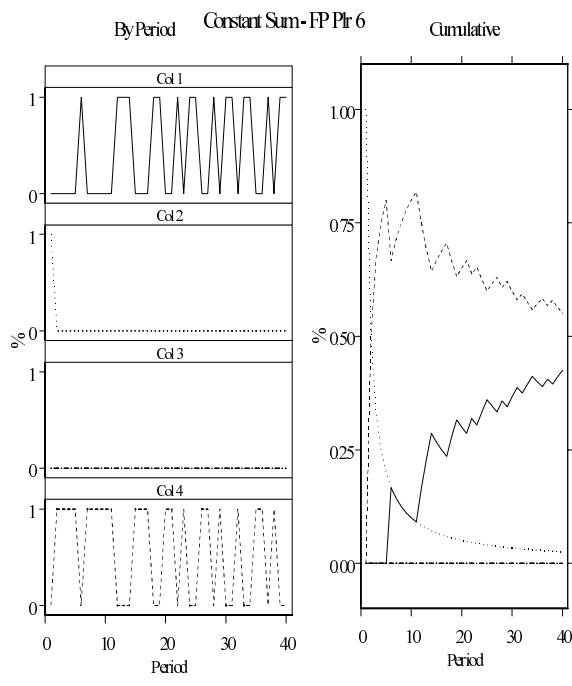 Constant Sum - FP Plr 6
By Period
Cumulative
Col 1
1
0
Col 2
1
0
Col 3
1
0
Col 4
1
0
%
0 10 20 30 40
Period
1.00
0.75
0.50
0.25
0.00
%
0 10 20 30 40
Period